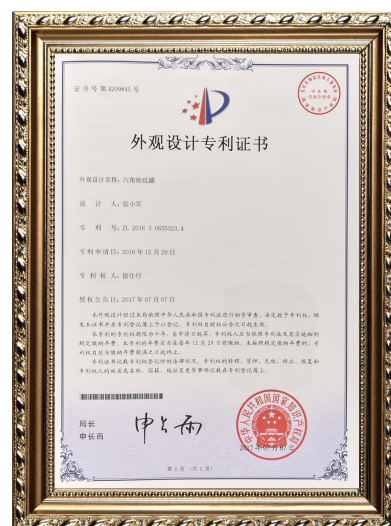 证书号第4209845号
外观设计专利证书
外观设计名称：六角棱纹罐
设 计 人：张小军
专 利 号：ZL 2016 3 0655323.4
专利申请日：2016年12月29日
专 利 权 人：徐仕付
授权公告日：2017年07月07日
本外观设计经过本局依照中华人民共和国专利法进行初步审查，决定授予专利权，颁
发本证书并在专利登记簿上予以登记。专利权自授权公告之日起生效。
本专利的专利权期限为十年，自申请日起算。专利权人应当依照专利法及其实施细则
规定缴纳年费。本专利的年费应当在每年12月29日前缴纳。未按照规定缴纳年费的，专
利权自应当缴纳年费期满之日起终止。
专利证书记载专利权登记时的法律状况。专利权的转移、质押、无效、终止、恢复和
专利权人的姓名或名称、国籍、地址变更等事项记载在专利登记簿上。
局长
申长雨
申长雨
中华人民共和国国家知识产权局
2017年07月07日
第1页（共1页）